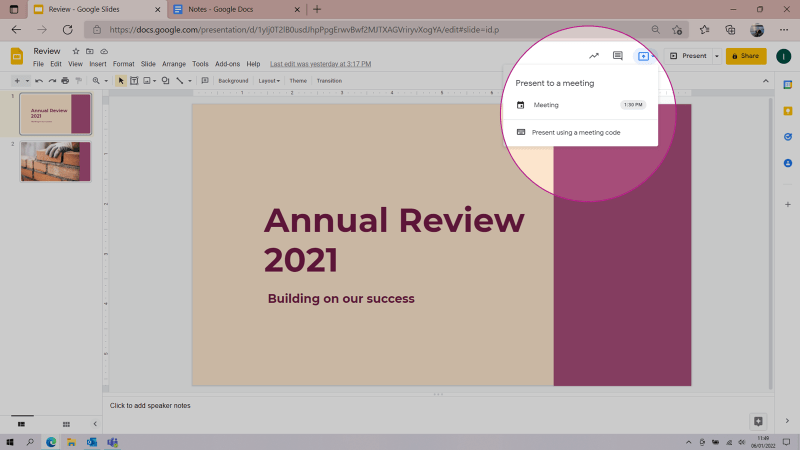 Review - Google Slides
Notes - Google Docs
https://docs.google.com/presentation/d/1yIj0T2lB0usdJhpPpgErwvBwf2MJTXAGVriryvXogYA/edit#slide=id.p
Review
File Edit View Insert Format Slide Arrange Tools Add-ons Help
Last edit was yesterday at 3:17 PM
Present
Share
I
Background Layout Theme Transition
Present to a meeting
Meeting
1:30 PM
Present using a meeting code
1
Annual Review
2021
2
Annual Review
2021
Building on our success
Click to add speaker notes
11:49
06/01/2022